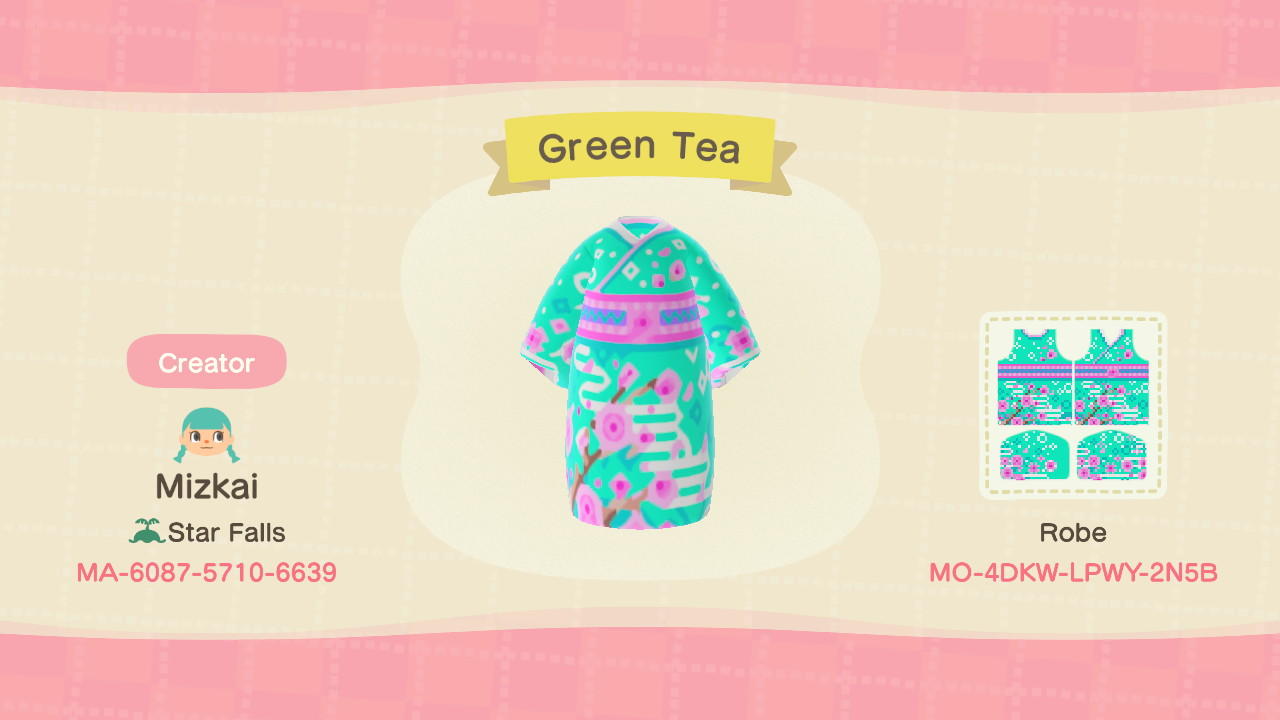 Green Tea
Creator
Mizkai
Star Falls
MA-6087-5710-6639
Robe
MO-4DKW-LPWY-2N5B